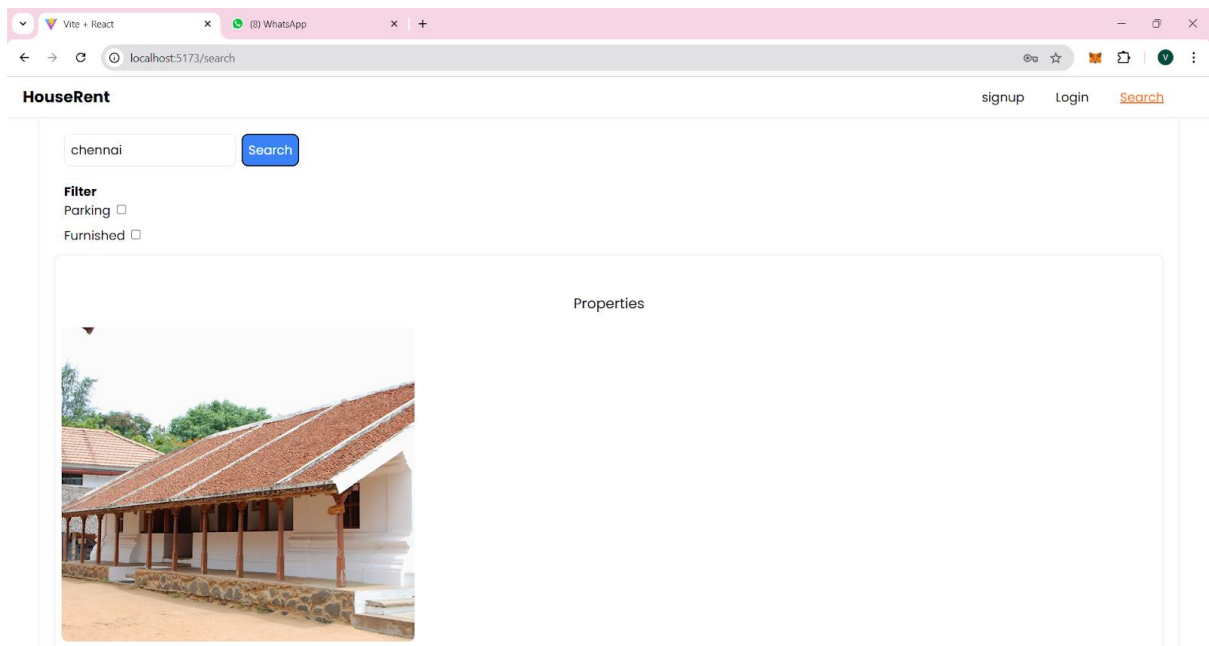 Vite + React
(8) WhatsApp
localhost:5173/search
V
HouseRent
signup Login Search
chennai Search
Filter
Parking
Furnished
Properties